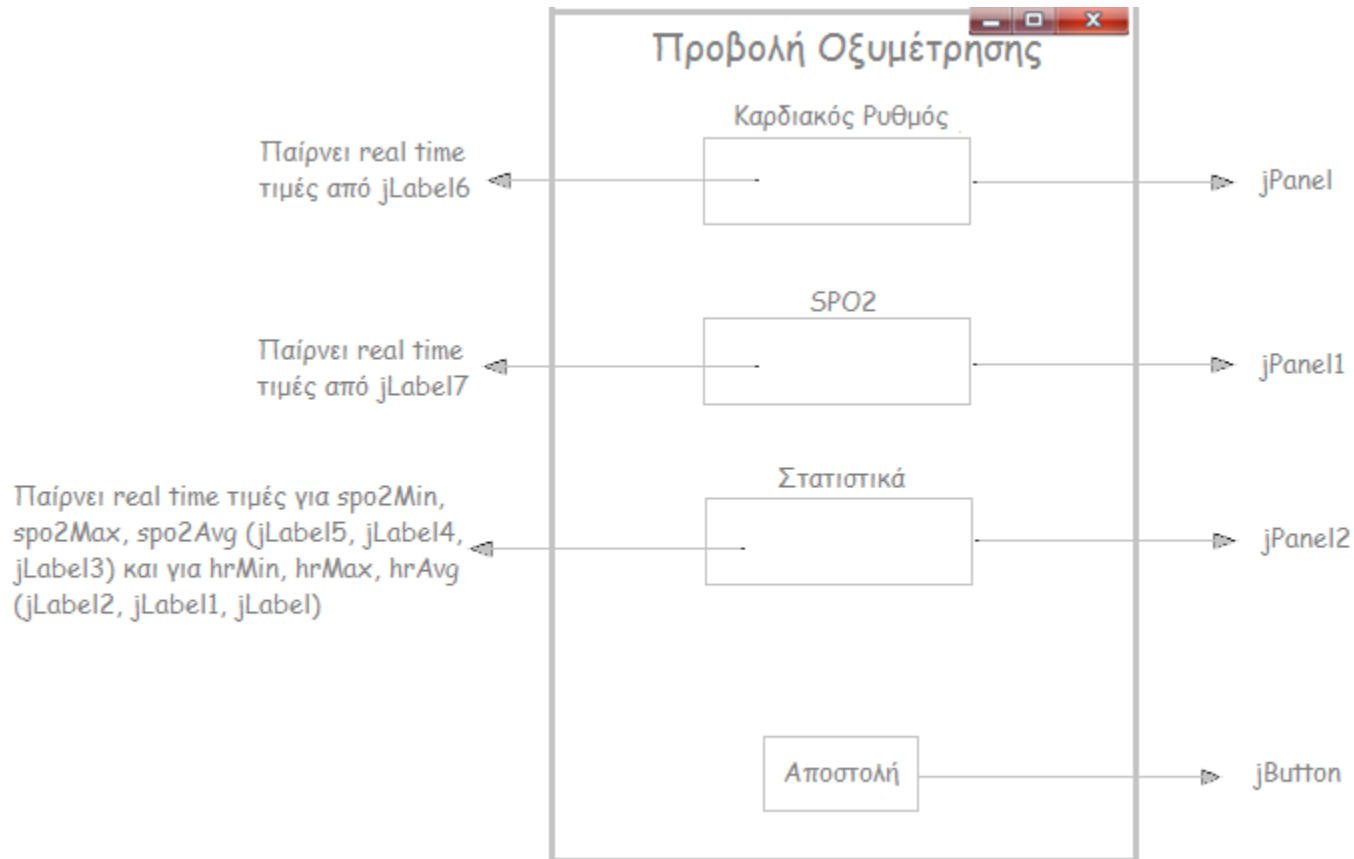 Προβολή Οξυμέτρησης
Καρδιακός Ρυθμός
Παίρνει real time
τιμές από jLabel6
jPanel
SPO2
Παίρνει real time
τιμές από jLabel7
jPanel1
Στατιστικά
Παίρνει real time τιμές για spo2Min,
spo2Max, spo2Avg (jLabel5, jLabel4,
jLabel3) και για hrMin, hrMax, hrAvg
(jLabel2, jLabel1, jLabel)
jPanel2
Αποστολή
jButton